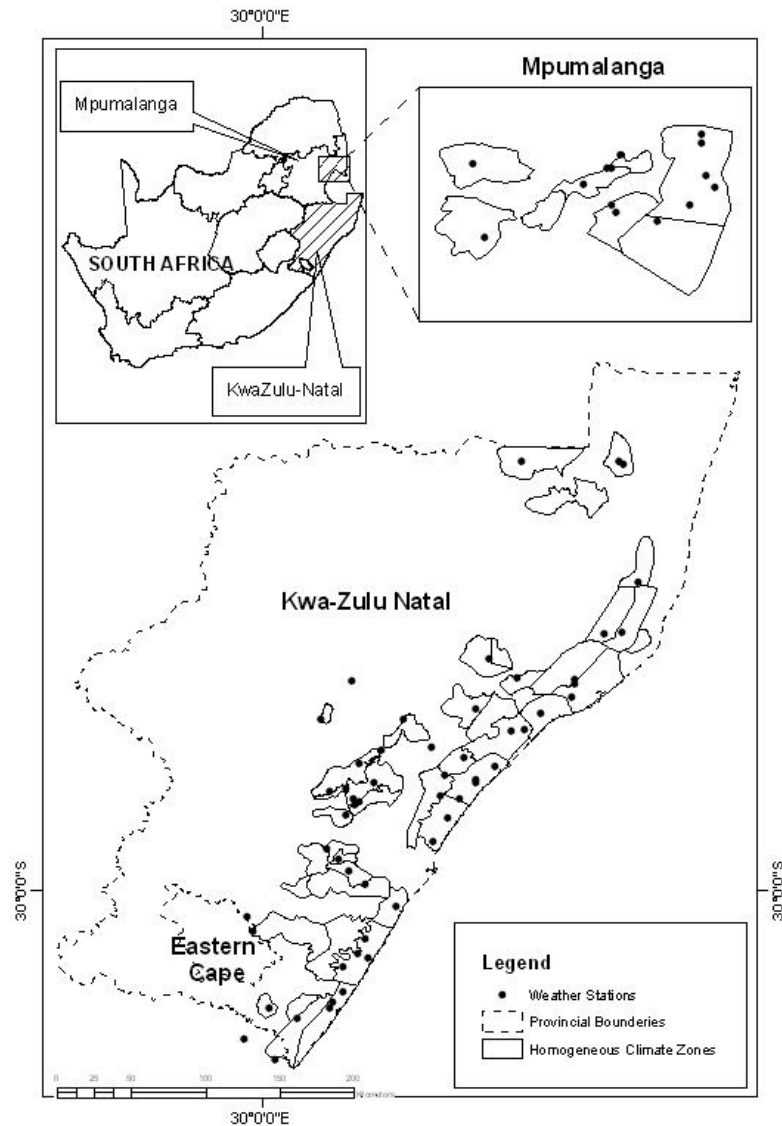 30°0'0"E
Mpumalanga
Mpumalanga
SOUTH AFRICA
KwaZulu-Natal
Kwa-Zulu Natal
30°0'0"S
30°0'0"S
Eastern
Cape
Legend
Weather Stations
Provincial Bounderies
Homogeneous Climate Zones
0 25 50 100 150 200
Kilometers
30°0'0"E